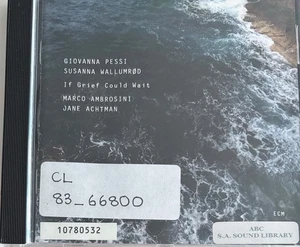 GIOVANNA PESSI
SUSANNA WALLUMRØD
If Grief Could Wait
MARCO AMBROSINI
JANE ACHTMAN
CL
83_66800
10780532
ECM
ABC
S.A. SOUND LIBRARY